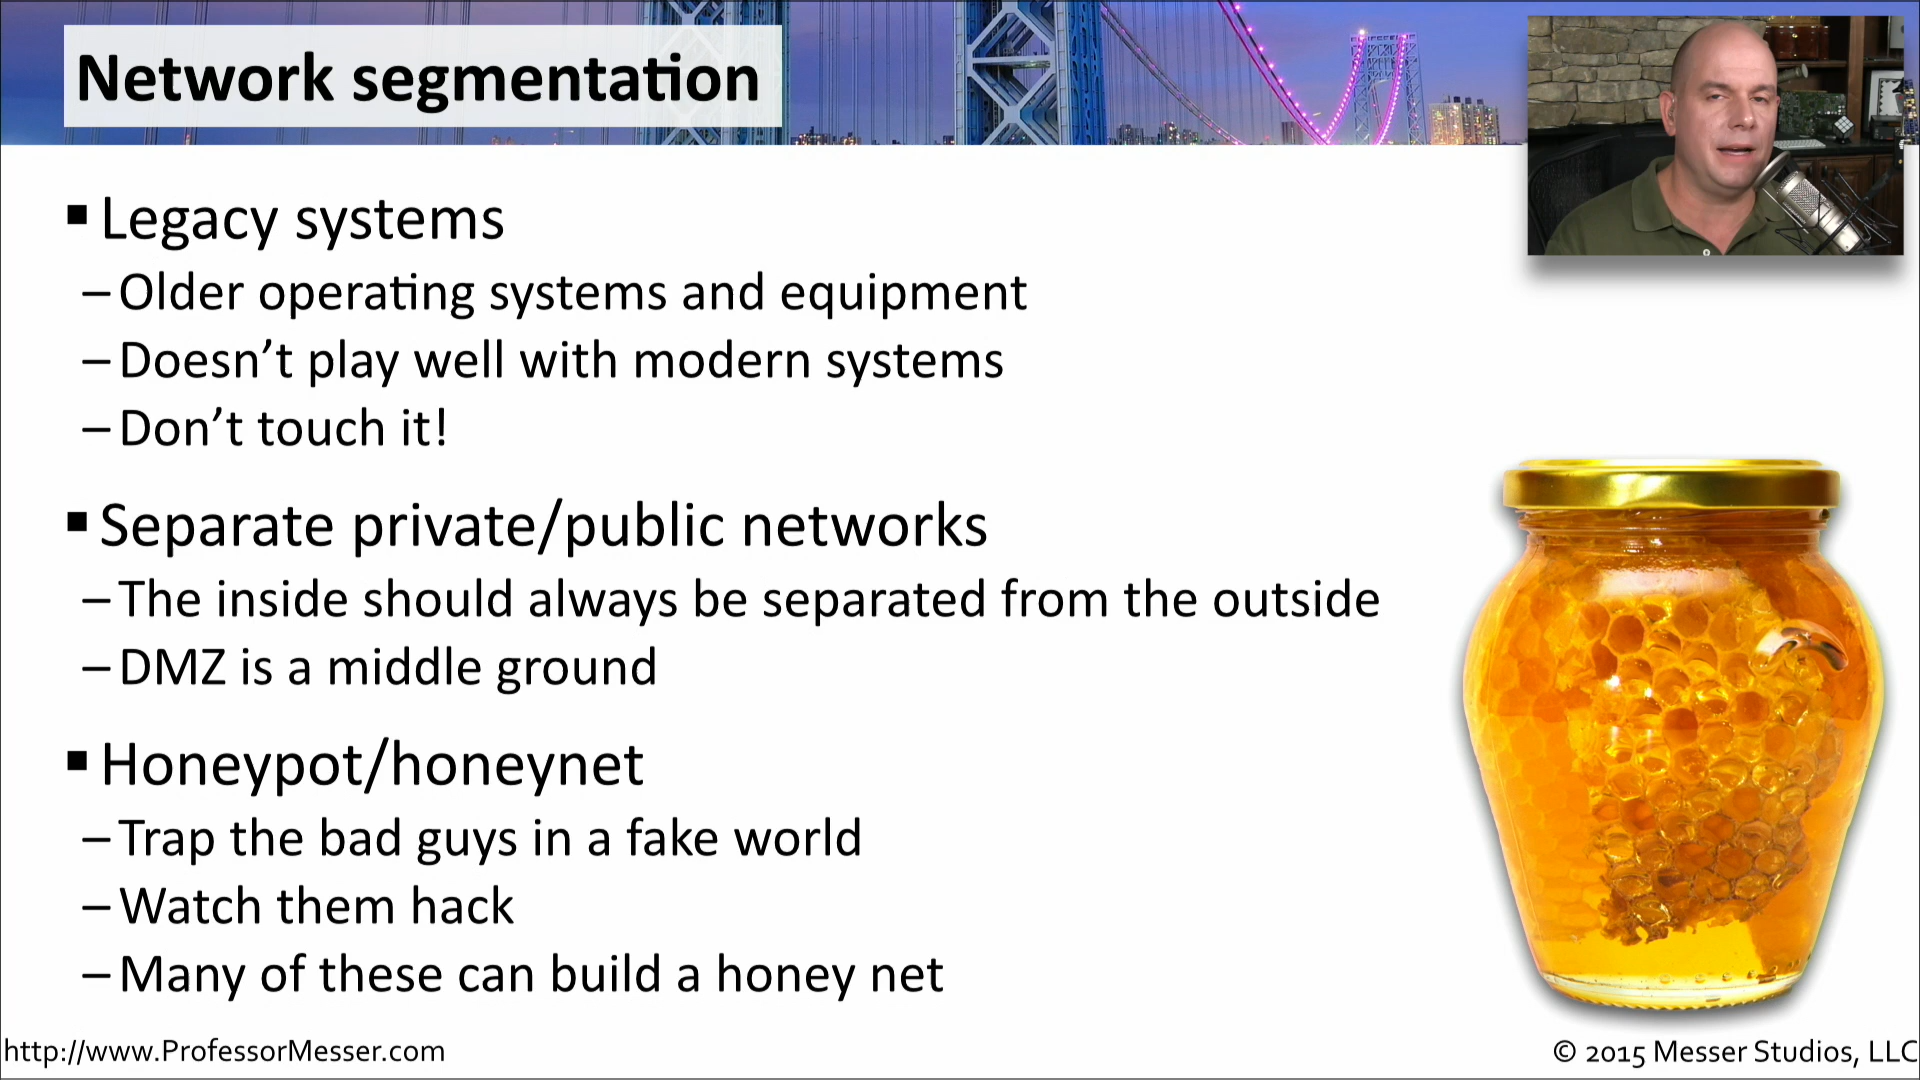 Network segmentation
▪ Legacy systems
– Older operating systems and equipment
– Doesn’t play well with modern systems
– Don’t touch it!
▪ Separate private/public networks
– The inside should always be separated from the outside
– DMZ is a middle ground
▪ Honeypot/honeynet
– Trap the bad guys in a fake world
– Watch them hack
– Many of these can build a honey net
http://www.ProfessorMesser.com
© 2015 Messer Studios, LLC